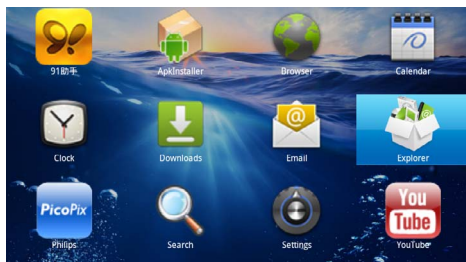 91助手
ApkInstaller
Browser
Calendar
Clock
Downloads
@
Email
Explorer
PicoPix
Philips
Search
Settings
You
Tube
YouTube